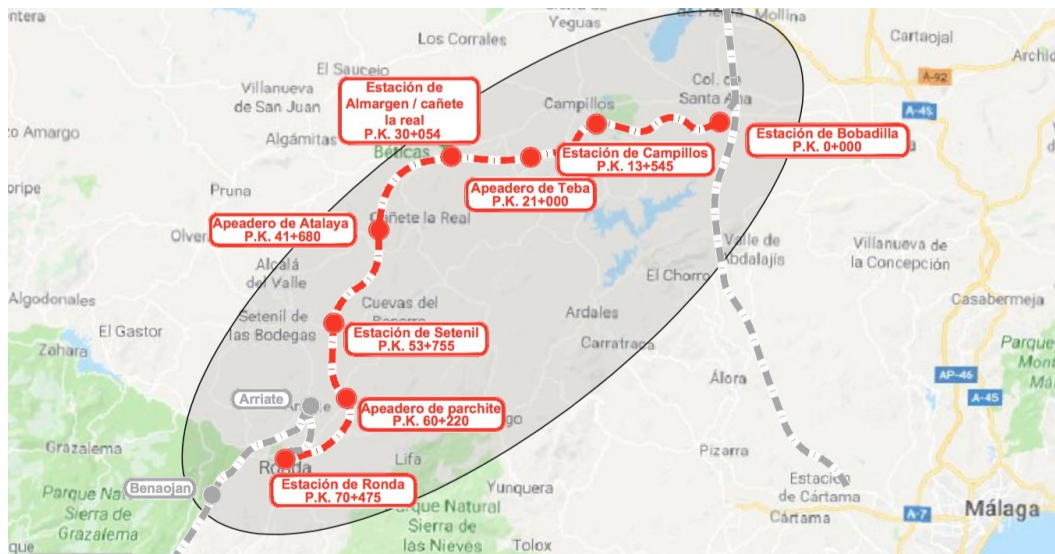 Yeguas
Mollina
Los Corrales
Cartaojal
El Saucejo
A-92
Estación de
Almargen / cañete
la real
P.K. 30+054
Villanueva
de San Juan
Col. de
Santa Ana
Campillos
A-45
Algámitas
Béticas
Estación de Campillos
P.K. 13+545
Estación de Bobadilla
P.K. 0+000
Apeadero de Teba
P.K. 21+000
Pruna
Apeadero de Atalaya
P.K. 41+680
Cañete la Real
Alcalá
del Valle
El Chorro
Valle de
Abdalajís
Villanueva de
la Concepción
Algodonales
Cuevas del
Ardales
Casabermeja
El Gastor
Setenil de
las Bodegas
Estación de Setenil
P.K. 53+755
Carratraca
Zahara
Parque
AP-46
Álora
A-45
Arriate
Apeadero de parchite
P.K. 60+220
Grazalema
Ronda
Lifa
Pizarra
Estación de Ronda
P.K. 70+475
Benaojan
Yunquera
Estación
de Cártama
Cártama
Parque Natural
Sierra de
Grazalema
Parque Natural
Sierra de
las Nieves
Tolox
A-7
Málaga